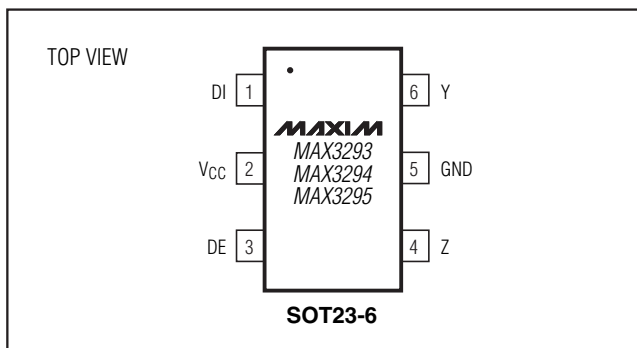 TOP VIEW
DI 1
6 Y
MAXIM
MAX3293
VCC 2
MAX3294
5 GND
MAX3295
DE 3
4 Z
SOT23-6